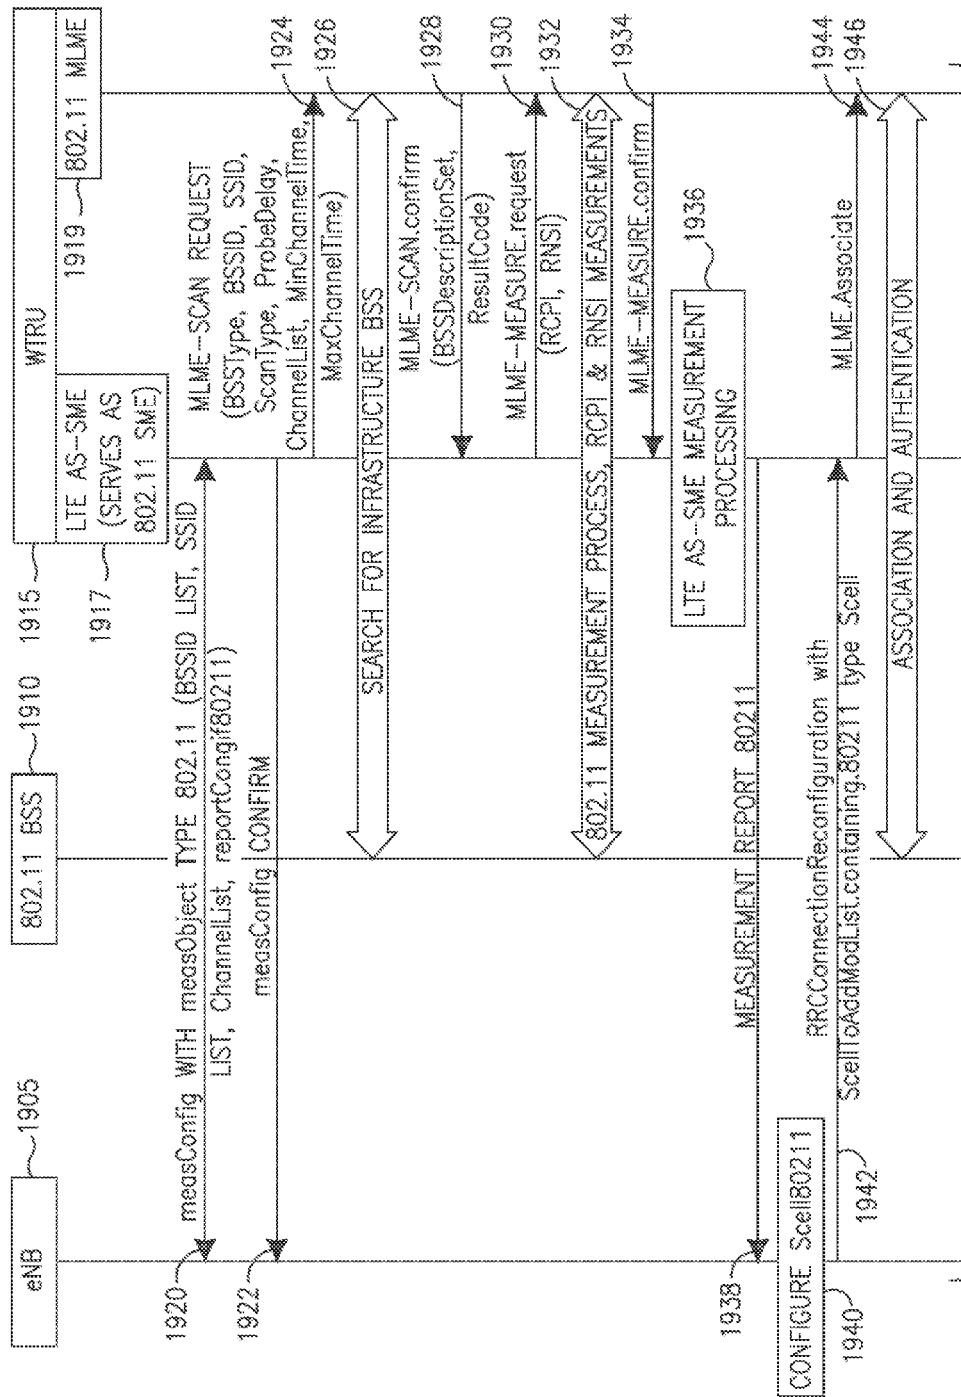 eNB
1905
802.11 BSS
1910
1915
WTRU
1917
LTE AS-SME
(SERVES AS
802.11 SME)
1919
802.11 MLME
1920
measConfig WITH measObject TYPE 802.11 (BSSID LIST, SSID
LIST, ChannelList, reportCongif80211)
1922
measConfig CONFIRM
MLME-SCAN REQUEST
(BSSType, BSSID, SSID,
ScanType, ProbeDelay,
ChannelList, MinChannelTime,
MaxChannelTime)
1924
SEARCH FOR INFRASTRUCTURE BSS
1926
MLME-SCAN.confirm
(BSSDescriptionSet,
ResultCode)
1928
MLME-MEASURE.request
(RCPI, RNSI)
1930
802.11 MEASUREMENT PROCESS, RCPI & RNSI MEASUREMENTS
1932
MLME-MEASURE.confirm
1934
LTE AS-SME MEASUREMENT
PROCESSING
1936
1938
MEASUREMENT REPORT 80211
CONFIGURE Scell80211
1940
RRCConnectionReconfiguration with
ScellToAddModList.containing.80211 type Scell
1942
MLME.Associate
1944
ASSOCIATION AND AUTHENTICATION
1946